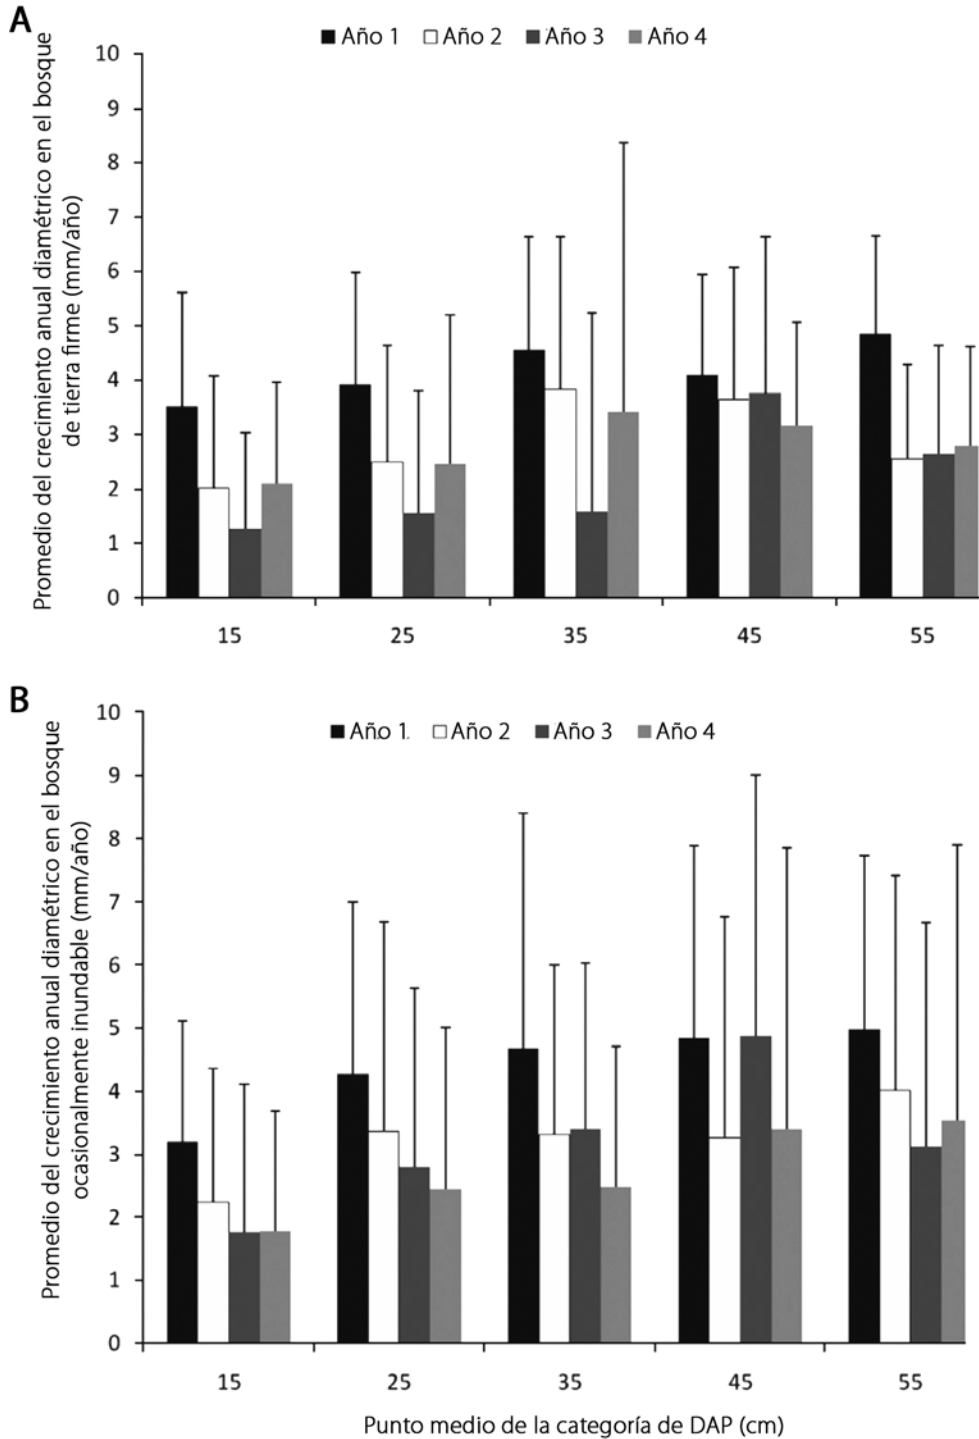 A
Año 1 Año 2 Año 3 Año 4
Promedio del crecimiento anual diamétrico en el bosque
de tierra firme (mm/año)
10
9
8
7
6
5
4
3
2
1
0
15 25 35 45 55
B
Año 1. Año 2 Año 3 Año 4
Promedio del crecimiento anual diamétrico en el bosque
ocasionalmente inundable (mm/año)
10
9
8
7
6
5
4
3
2
1
0
15 25 35 45 55
Punto medio de la categoría de DAP (cm)